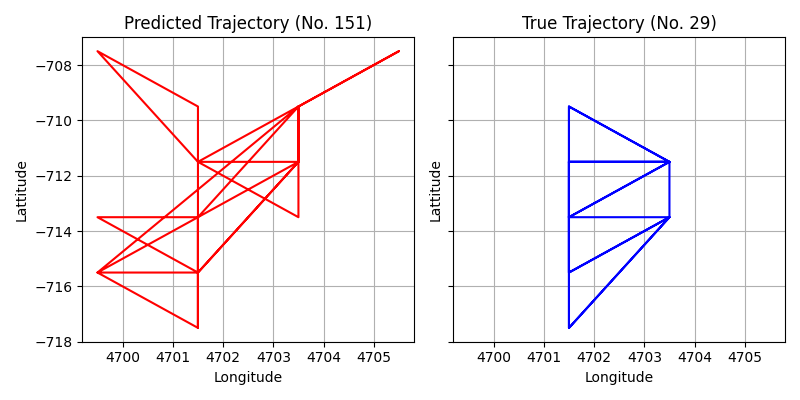 Predicted Trajectory (No. 151)
True Trajectory (No. 29)
−708
−710
−712
−714
−716
−718
Lattitude
Lattitude
4700 4701 4702 4703 4704 4705
4700 4701 4702 4703 4704 4705
Longitude
Longitude